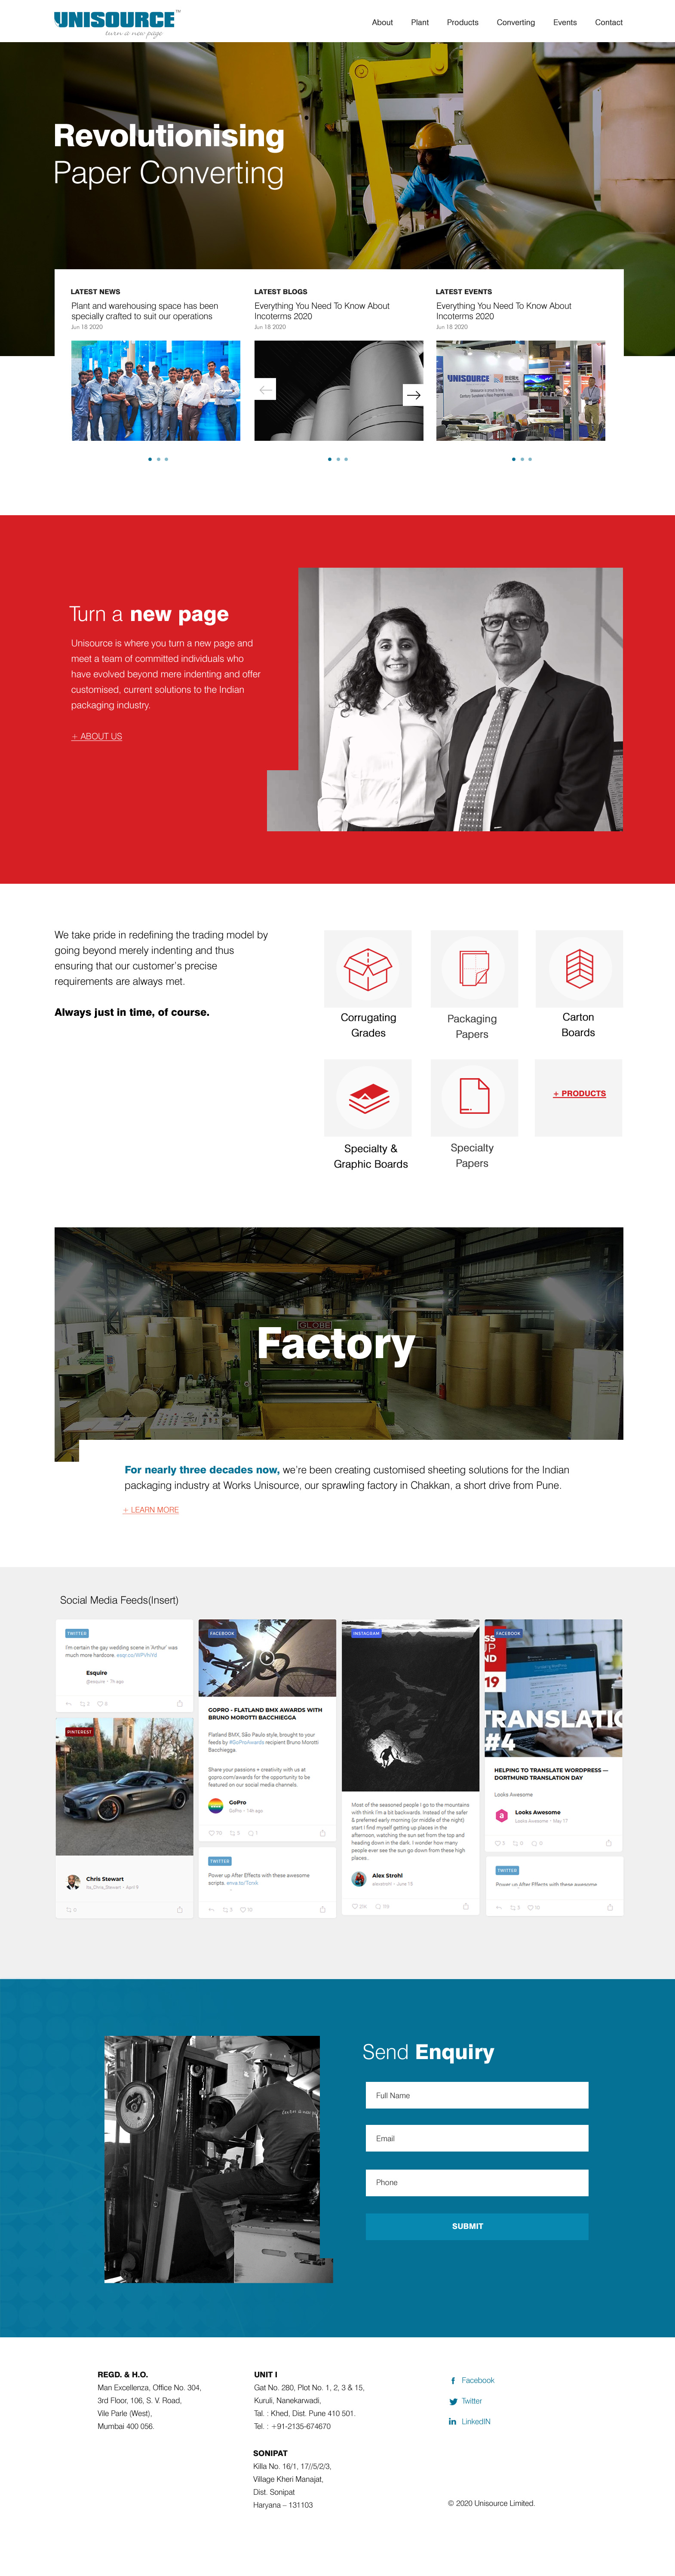 UNISOURCE™
turn a new page
About Plant Products Converting Events Contact
Revolutionising
Paper Converting
LATEST NEWS
Plant and warehousing space has been
specially crafted to suit our operations
Jun 18 2020
LATEST BLOGS
Everything You Need To Know About
Incoterms 2020
Jun 18 2020
LATEST EVENTS
Everything You Need To Know About
Incoterms 2020
Jun 18 2020
UNISOURCE
Turn a new page
Unisource is where you turn a new page and
meet a team of committed individuals who
have evolved beyond mere indenting and offer
customised, current solutions to the Indian
packaging industry.
+ ABOUT US
We take pride in redefining the trading model by
going beyond merely indenting and thus
ensuring that our customer's precise
requirements are always met.
Always just in time, of course.
Corrugating
Grades
Packaging
Papers
Carton
Boards
Specialty &
Graphic Boards
Specialty
Papers
+ PRODUCTS
GLOBE
Factory
For nearly three decades now, we're been creating customised sheeting solutions for the Indian
packaging industry at Works Unisource, our sprawling factory in Chakkan, a short drive from Pune.
+ LEARN MORE
Social Media Feeds(Insert)
TWITTER
I'm certain the gay wedding scene in 'Arthur' was
much more hardcore.
Esquire
@esquire - 7h ago
2 6
PINTEREST
Chris Stewart
Its_Chris_Stewart - April 8
FACEBOOK
GOPRO - FLATLAND BMX AWARDS WITH
BRUNO MOROTTI BACCHIEGGA
Flatland BMX, São Paulo style, brought to your
feeds by #GoProAwards recipient Bruno Morotti
Bacchiegga.
Share your passions + creativity with us at
gopro.com/awards for the opportunity to be
featured on our social media channels.
GoPro
GoPro - 14h ago
70 5 1
TWITTER
Power up After Effects with these awesome
scripts.
3 10
INSTAGRAM
Most of the seasoned people I go to the mountains
with think I'm a bit backwards. Instead of the safer
& preferred early morning (or middle of the night)
start I find myself getting up places in the
afternoon, watching the sun set from the top and
heading down in the dark. I wonder how many
people ever see the sun go down from these high
places..
Alex Strohl
alexstrohl - June 15
FACEBOOK
SS
UP
ND
19
TRANSLATIO
#4
HELPING TO TRANSLATE WORDPRESS —
DORTMUND TRANSLATION DAY
Looks Awesome
Looks Awesome
Looks Awesome - May 17
5 0 0
TWITTER
Power up After Effects with these awesome
3 10
Send Enquiry
Full Name
Email
Phone
SUBMIT
REGD. & H.O.
Man Excellenza, Office No. 304,
3rd Floor, 106, S. V. Road,
Vile Parle (West),
Mumbai 400 056.
UNIT I
Gat No. 280, Plot No. 1, 2, 3 & 15,
Kuruli, Nanekarwadi,
Tal. : Khed, Dist. Pune 410 501.
Tel. : +91-2135-674670
SONIPAT
Killa No. 16/1, 17//5/2/3,
Village Kheri Manajat,
Dist. Sonipat
Haryana – 131103
Facebook
Twitter
LinkedIN
© 2020 Unisource Limited.